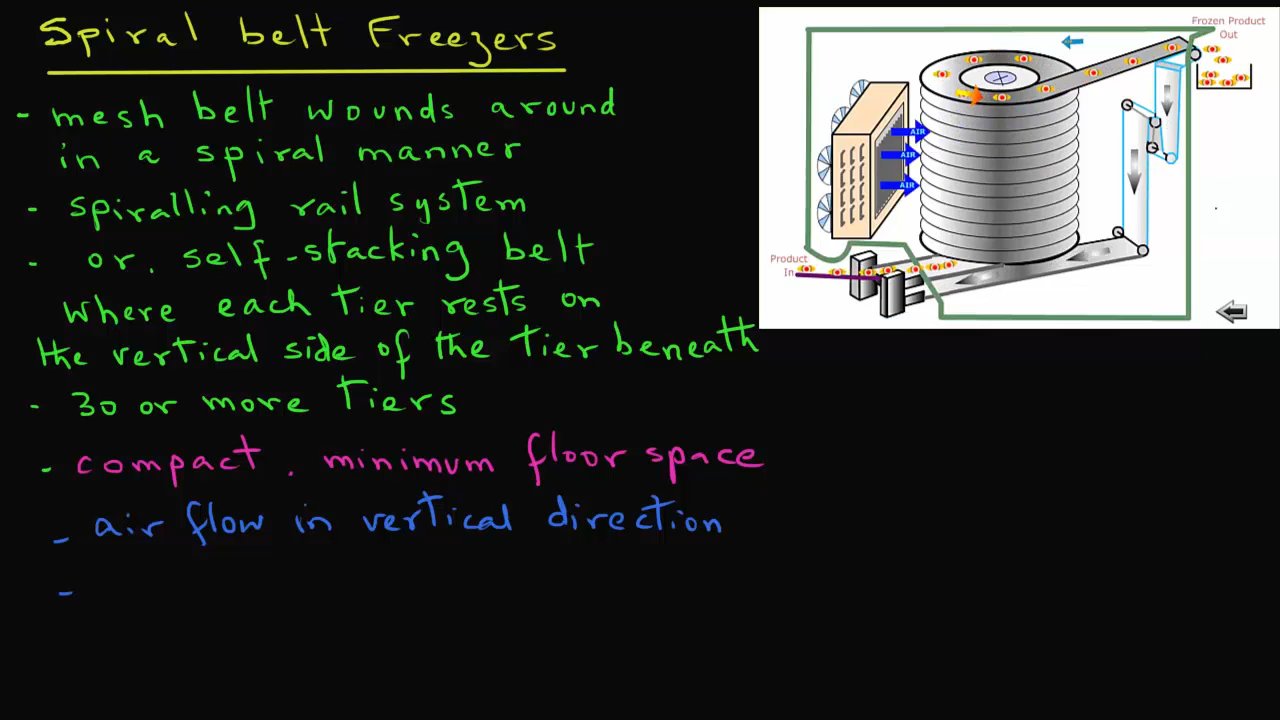 Spiral belt Freezers
- mesh belt wounds around
in a spiral manner
- spiralling rail system
- or. self-stacking belt
where each tier rests on
the vertical side of the tier beneath
- 30 or more tiers
- compact. minimum floor space
- air flow in vertical direction
-
Frozen Product
Out
AIR
AIR
AIR
Product
In